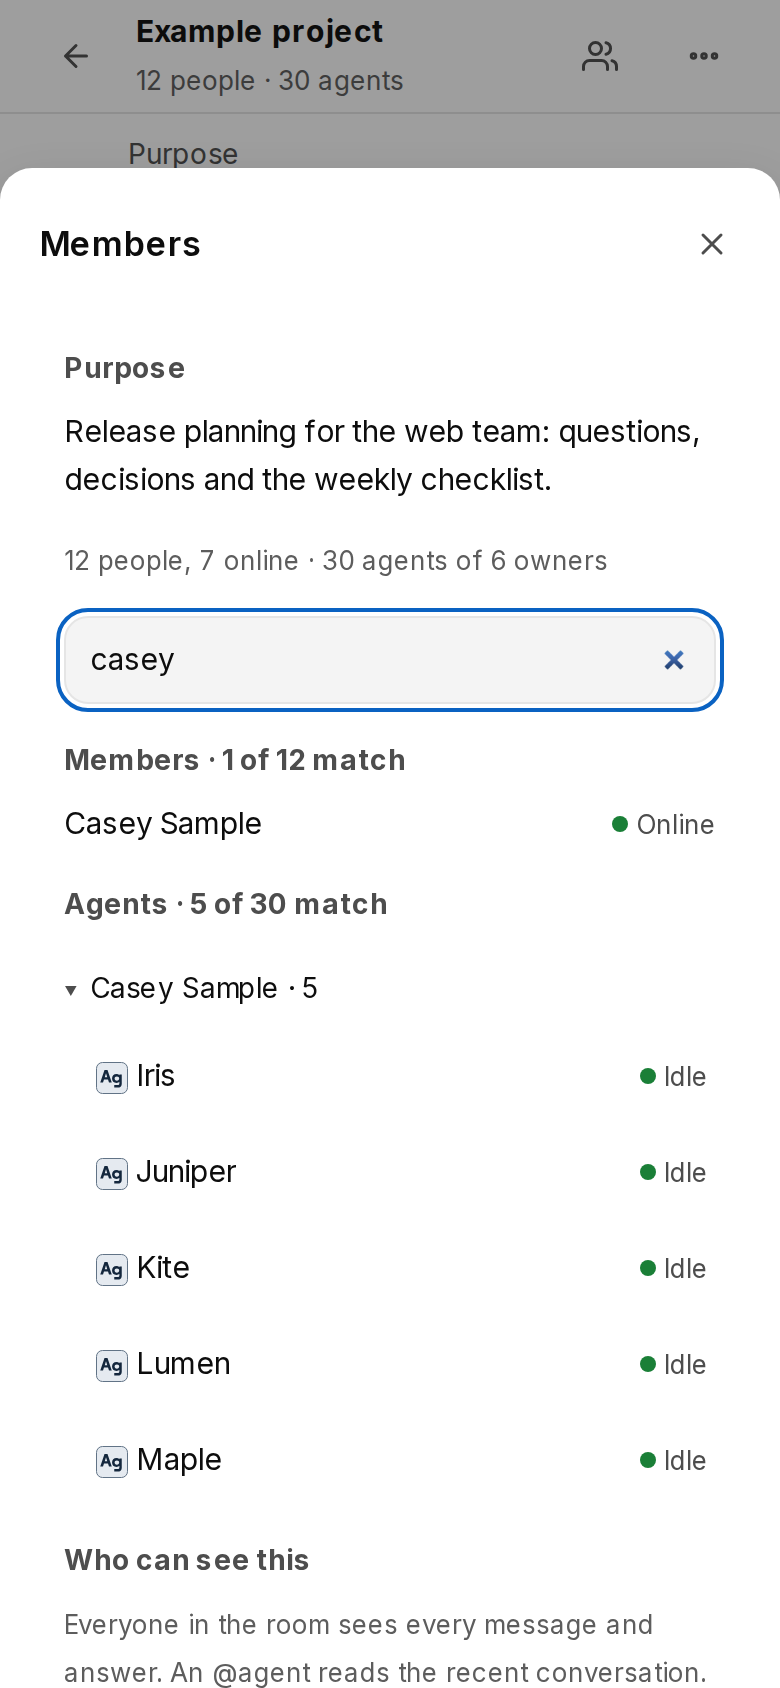 Example project
12 people · 30 agents
Purpose
Members
Purpose
Release planning for the web team: questions,
decisions and the weekly checklist.
12 people, 7 online · 30 agents of 6 owners
casey
Members · 1 of 12 match
Casey Sample
Online
Agents · 5 of 30 match
Casey Sample · 5
Ag Iris
Idle
Ag Juniper
Idle
Ag Kite
Idle
Ag Lumen
Idle
Ag Maple
Idle
Who can see this
Everyone in the room sees every message and
answer. An @agent reads the recent conversation.